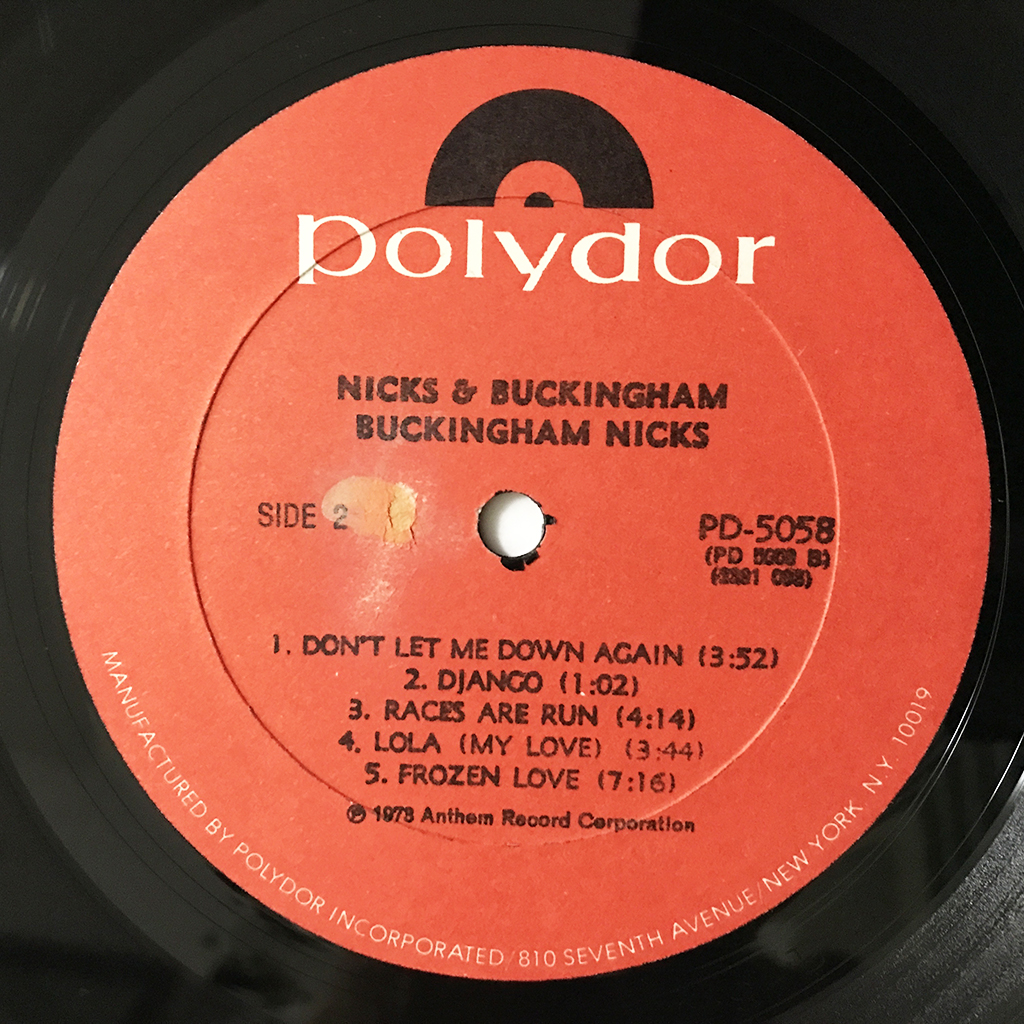 polydor
NICKS & BUCKINGHAM
BUCKINGHAM NICKS
SIDE 2
PD-5058
(PD B)
1. DON'T LET ME DOWN AGAIN (3:52)
2. DJANGO (1:02)
3. RACES ARE RUN (4:14)
4. LOLA (MY LOVE) (3:44)
5. FROZEN LOVE (7:16)
℗ 1973 Anthem Record Corporation
MANUFACTURED BY POLYDOR INCORPORATED/810 SEVENTH AVENUE/NEW YORK N.Y. 10019